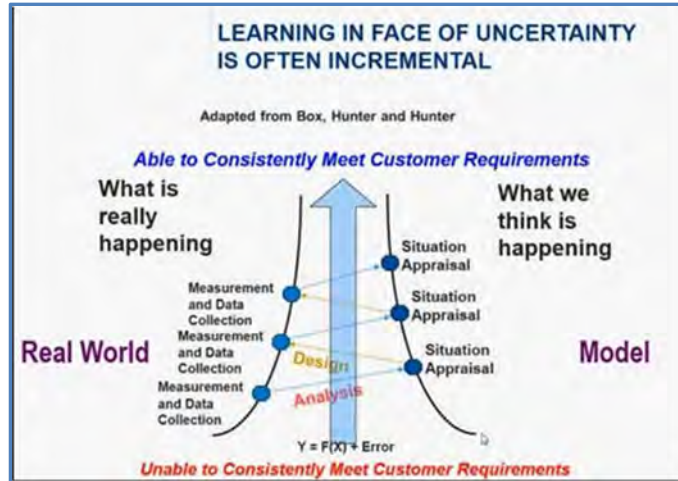 LEARNING IN FACE OF UNCERTAINTY
IS OFTEN INCREMENTAL
Adapted from Box, Hunter and Hunter
Able to Consistently Meet Customer Requirements
What is
really
happening
What we
think is
happening
Situation
Appraisal
Measurement
and Data
Collection
Situation
Appraisal
Real World
Measurement
and Data
Collection
Design
Situation
Appraisal
Model
Measurement
and Data
Collection
Analysis
Y = F(X) + Error
Unable to Consistently Meet Customer Requirements